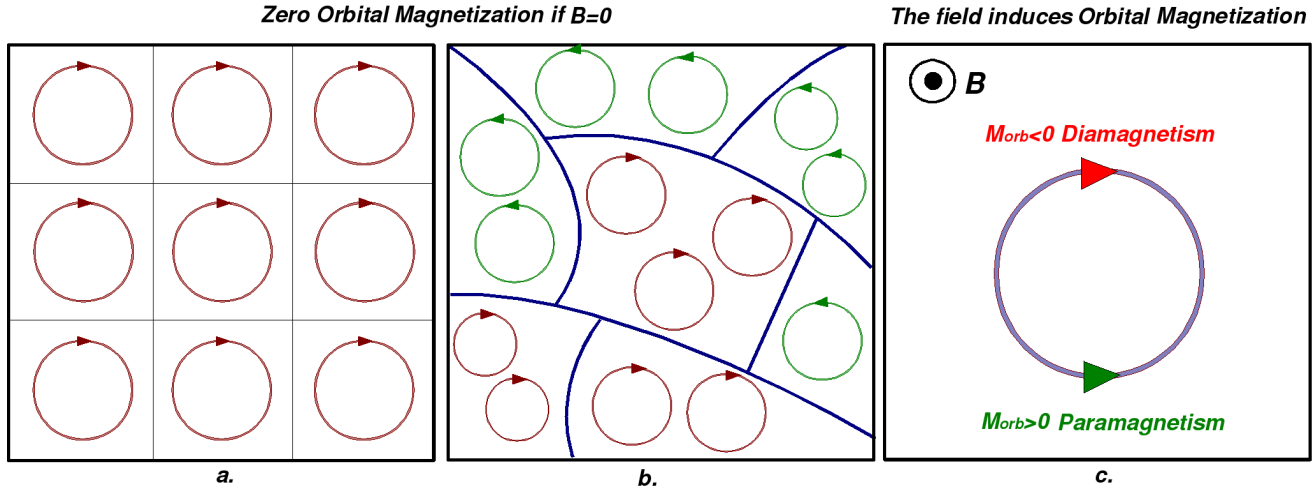 Zero Orbital Magnetization if B=0
The field induces Orbital Magnetization
B
Morb<0 Diamagnetism
Morb>0 Paramagnetism
a.
b.
c.